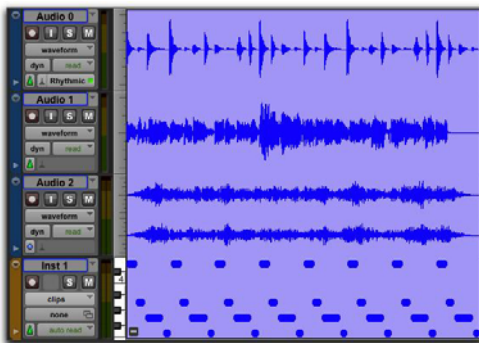 Audio 0
I S M
waveform
dyn read
Rhythmic
Audio 1
I S M
waveform
dyn read
Audio 2
I S M
waveform
dyn read
Inst 1
S M
clips
none
auto read
4